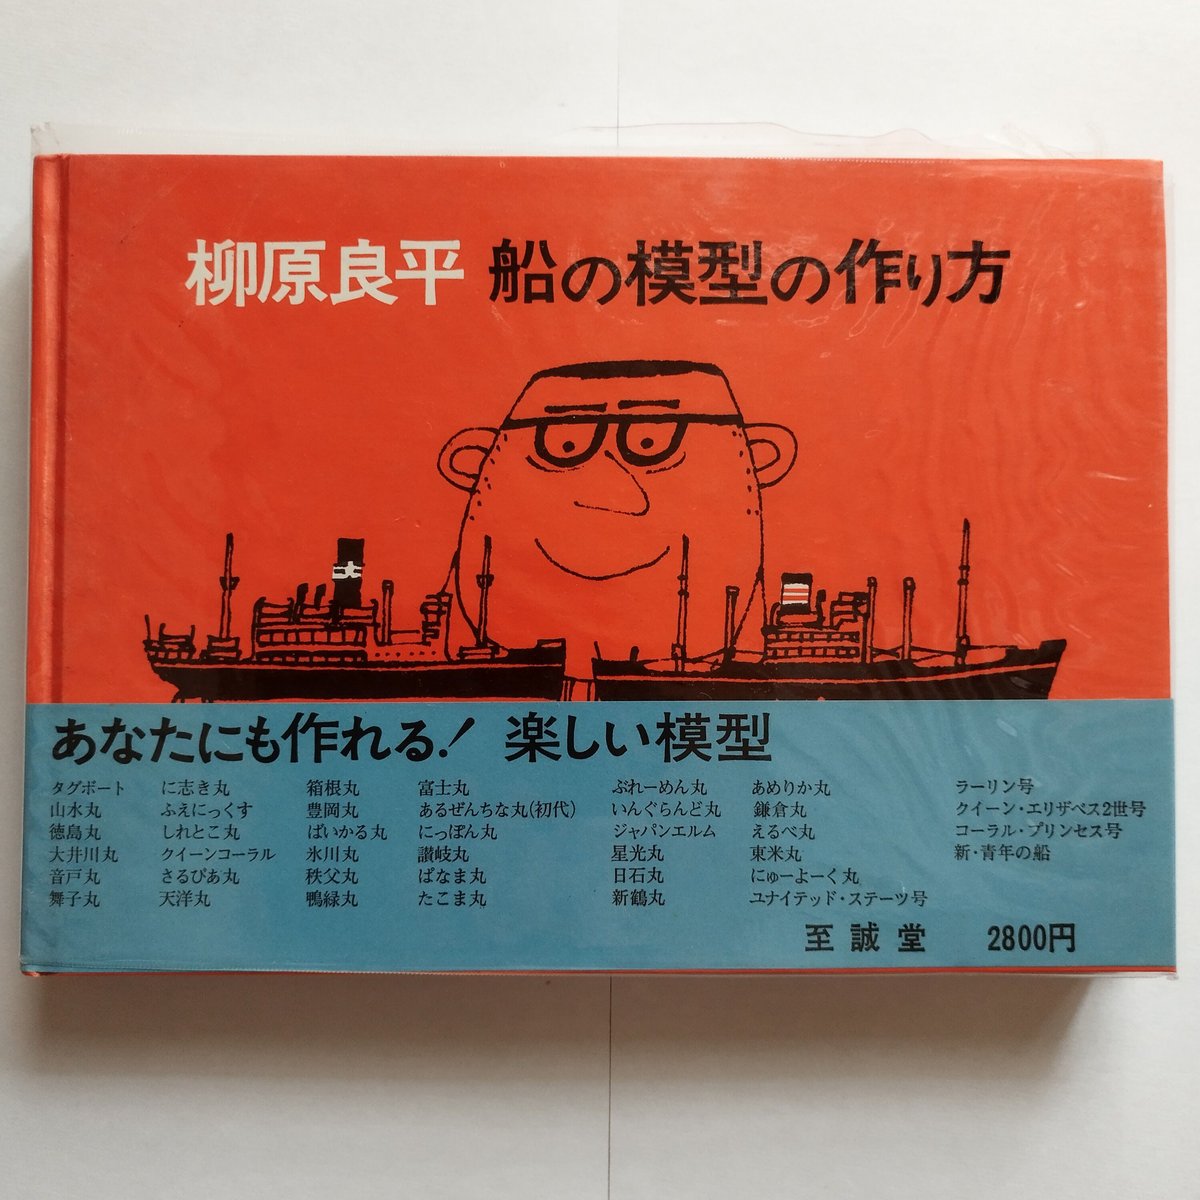 柳原良平 船の模型の作り方
あなたにも作れる! 楽しい模型
タグボート
山水丸
徳島丸
大井川丸
音戸丸
舞子丸
に志き丸
ふえにっくす
しれとこ丸
クイーンコーラル
さるびあ丸
天洋丸
箱根丸
豊岡丸
ばいかる丸
氷川丸
秩父丸
鴨緑丸
富士丸
あるぜんちな丸(初代)
にっぽん丸
讃岐丸
ぱなま丸
たこま丸
ぶれーめん丸
いんぐらんど丸
ジャパンエルム
星光丸
日石丸
新鶴丸
あめりか丸
鎌倉丸
えるべ丸
東米丸
にゅーよーく丸
ユナイテッド・ステーツ号
ラーリン号
クイーン・エリザベス2世号
コーラル・プリンセス号
新・青年の船
至誠堂 2800円